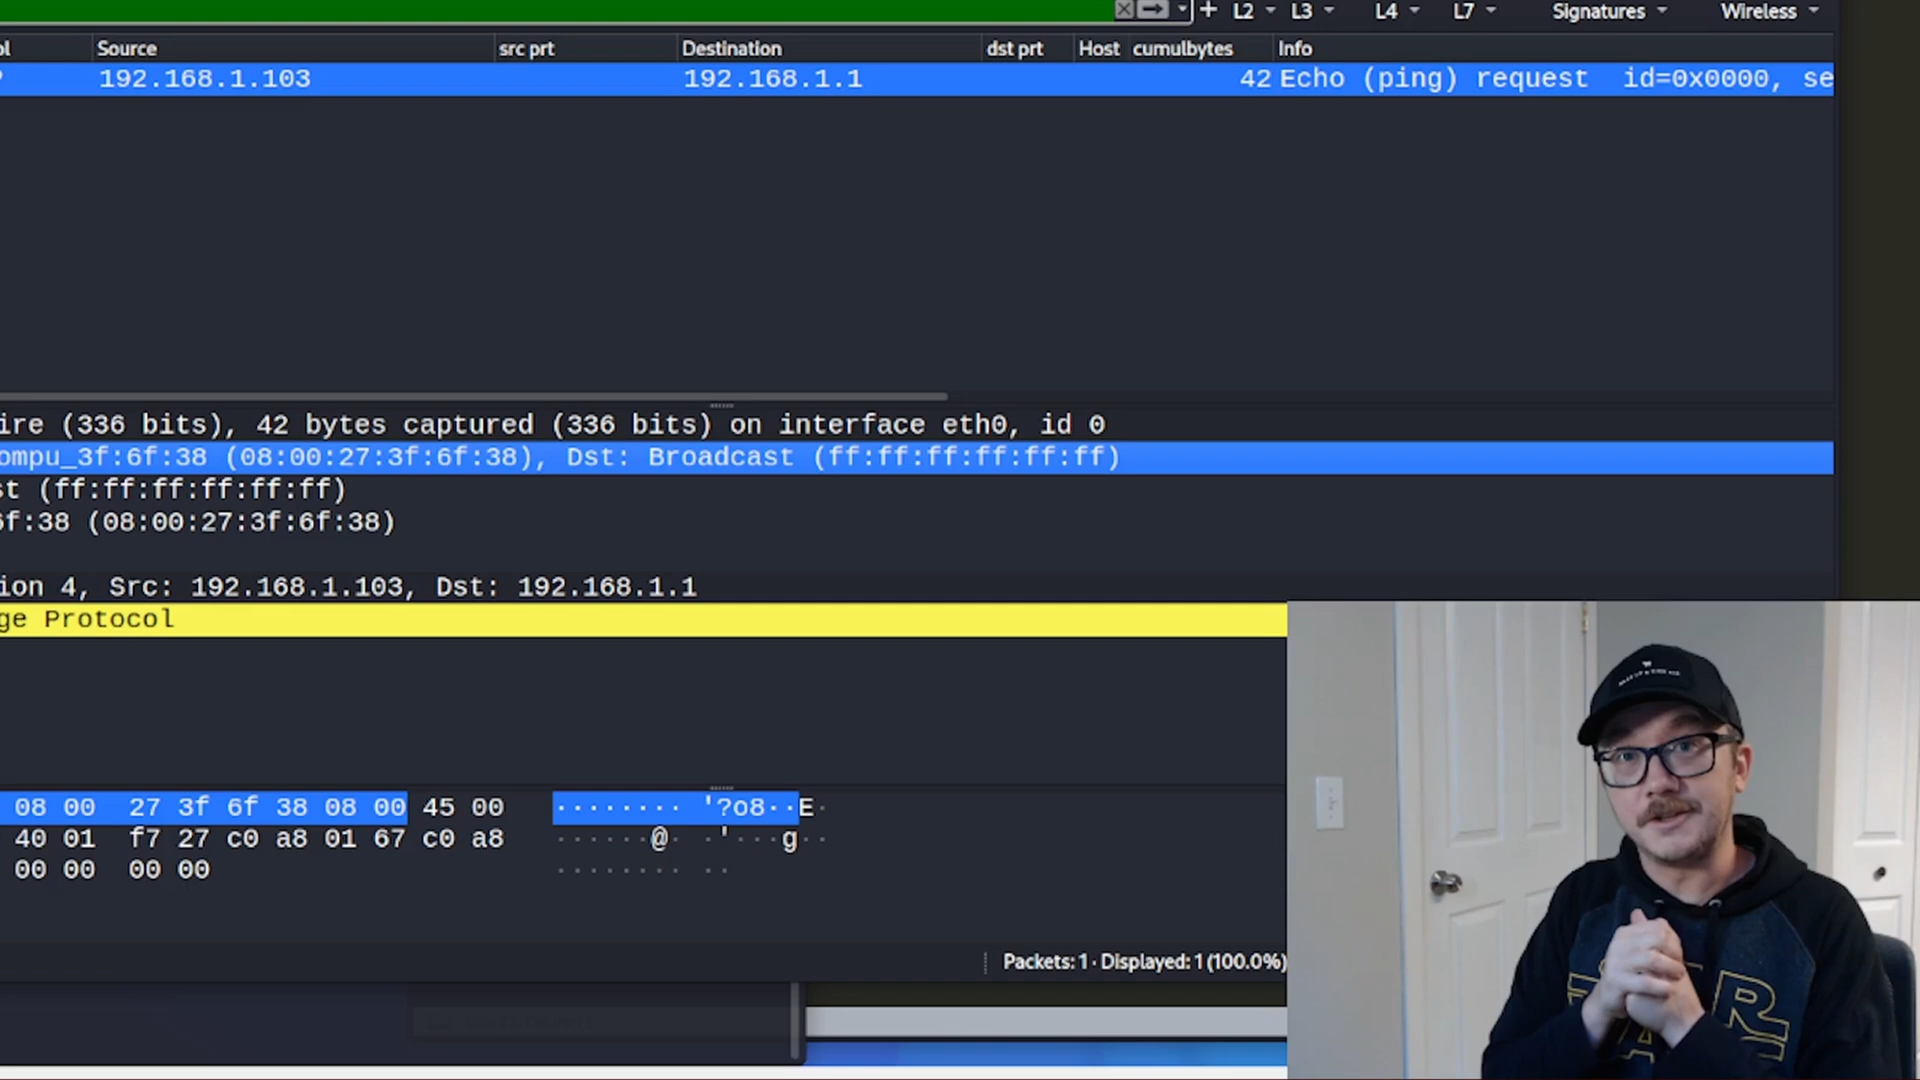 + L2 L3 L4 L7 Signatures Wireless
ol Source src prt Destination dst prt Host cumulbytes Info
192.168.1.103 192.168.1.1 42 Echo (ping) request id=0x0000, se
ire (336 bits), 42 bytes captured (336 bits) on interface eth0, id 0
ompu_3f:6f:38 (08:00:27:3f:6f:38), Dst: Broadcast (ff:ff:ff:ff:ff:ff)
st (ff:ff:ff:ff:ff:ff)
6f:38 (08:00:27:3f:6f:38)
ion 4, Src: 192.168.1.103, Dst: 192.168.1.1
ge Protocol
08 00 27 3f 6f 38 08 00 45 00 ········ '?o8··E·
40 01 f7 27 c0 a8 01 67 c0 a8 ······@· ·'···g··
00 00 00 00 ········ ··
Packets: 1 · Displayed: 1 (100.0%)